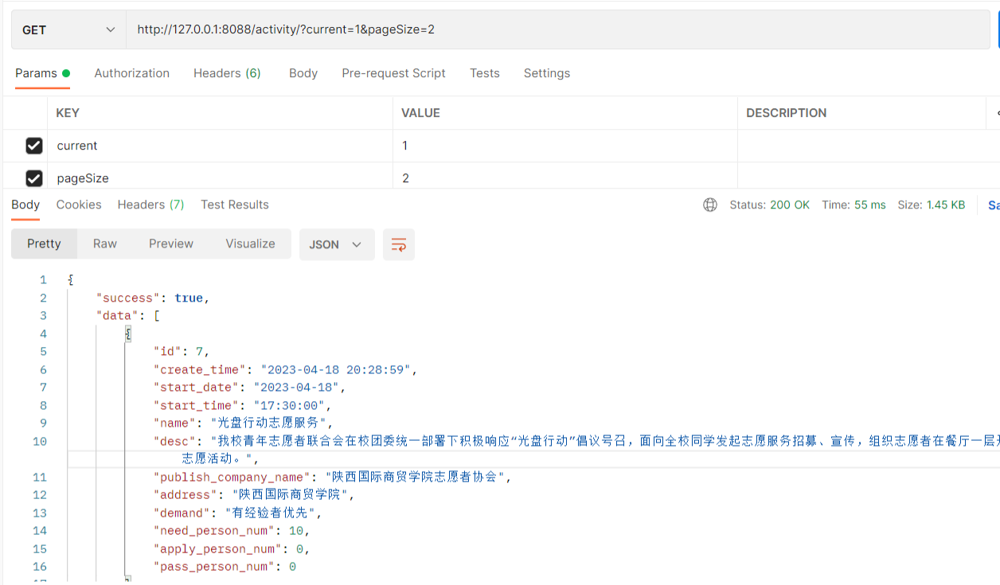 GET http://127.0.0.1:8088/activity/?current=1&pageSize=2
Params Authorization Headers (6) Body Pre-request Script Tests Settings
KEY VALUE DESCRIPTION
current 1
pageSize 2
Body Cookies Headers (7) Test Results Status: 200 OK Time: 55 ms Size: 1.45 KB
Pretty Raw Preview Visualize JSON
1 {
2 "success": true,
3 "data": [
4 {
5 "id": 7,
6 "create_time": "2023-04-18 20:28:59",
7 "start_date": "2023-04-18",
8 "start_time": "17:30:00",
9 "name": "光盘行动志愿服务",
10 "desc": "我校青年志愿者联合会在校团委统一部署下积极响应“光盘行动”倡议号召，面向全校同学发起志愿服务招募、宣传，组织志愿者在餐厅一层
志愿活动。",
11 "publish_company_name": "陕西国际商贸学院志愿者协会",
12 "address": "陕西国际商贸学院",
13 "demand": "有经验者优先",
14 "need_person_num": 10,
15 "apply_person_num": 0,
16 "pass_person_num": 0